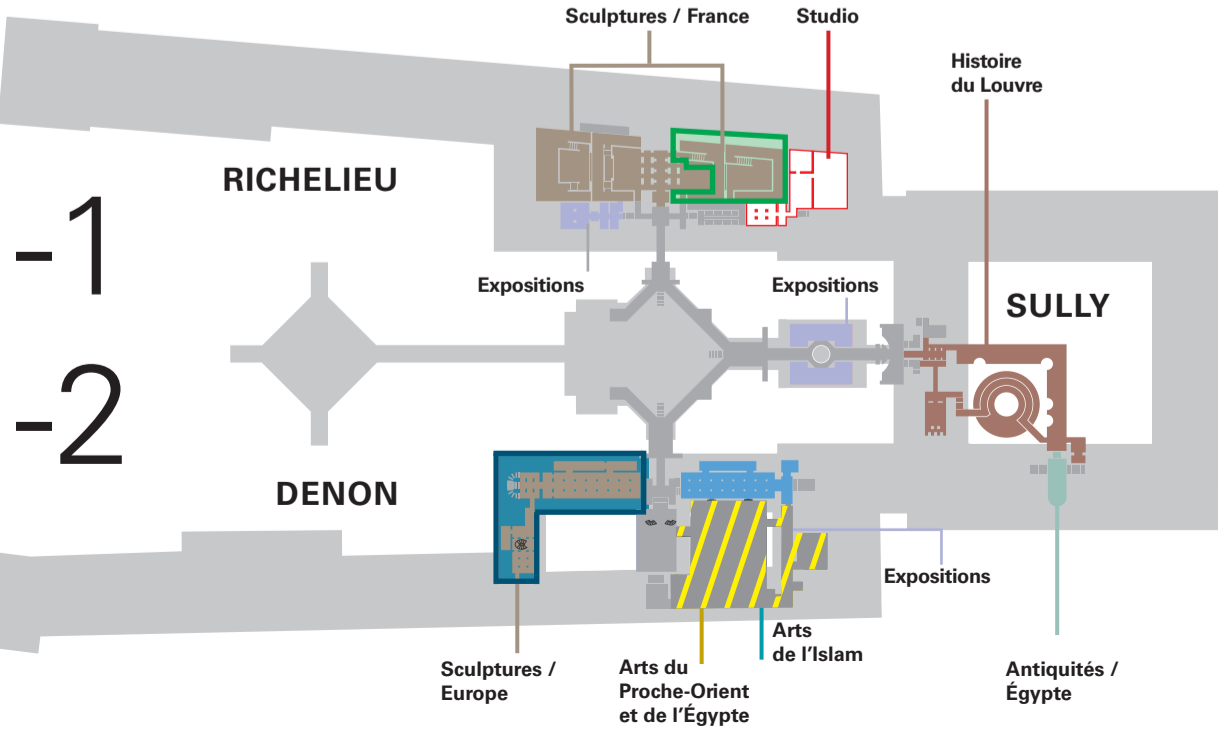 Sculptures / France
Studio
Histoire
du Louvre
RICHELIEU
-1
Expositions
Expositions
SULLY
-2
DENON
Expositions
Sculptures /
Europe
Arts du
Proche-Orient
et de l'Égypte
Arts
de l'Islam
Antiquités /
Égypte